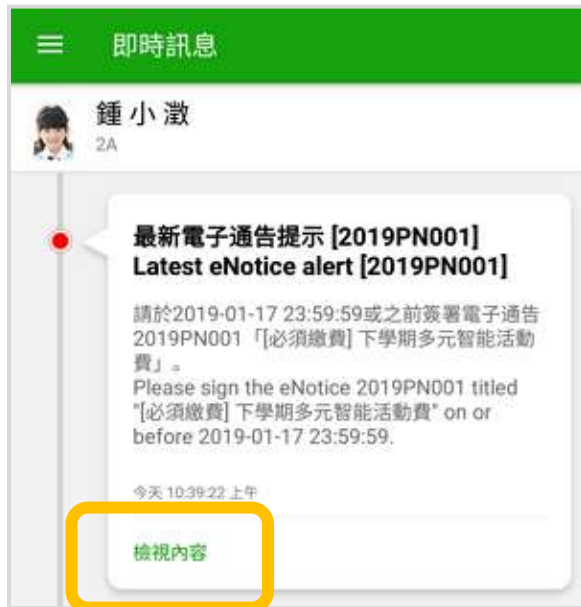 即時訊息
鍾小澂
2A
最新電子通告提示 [2019PN001]
Latest eNotice alert [2019PN001]
請於2019-01-17 23:59:59或之前簽署電子通告
2019PN001「[必須繳費] 下學期多元智能活動
費」。
Please sign the eNotice 2019PN001 titled
"[必須繳費] 下學期多元智能活動費" on or
before 2019-01-17 23:59:59.
今天 10:39:22 上午
檢視內容